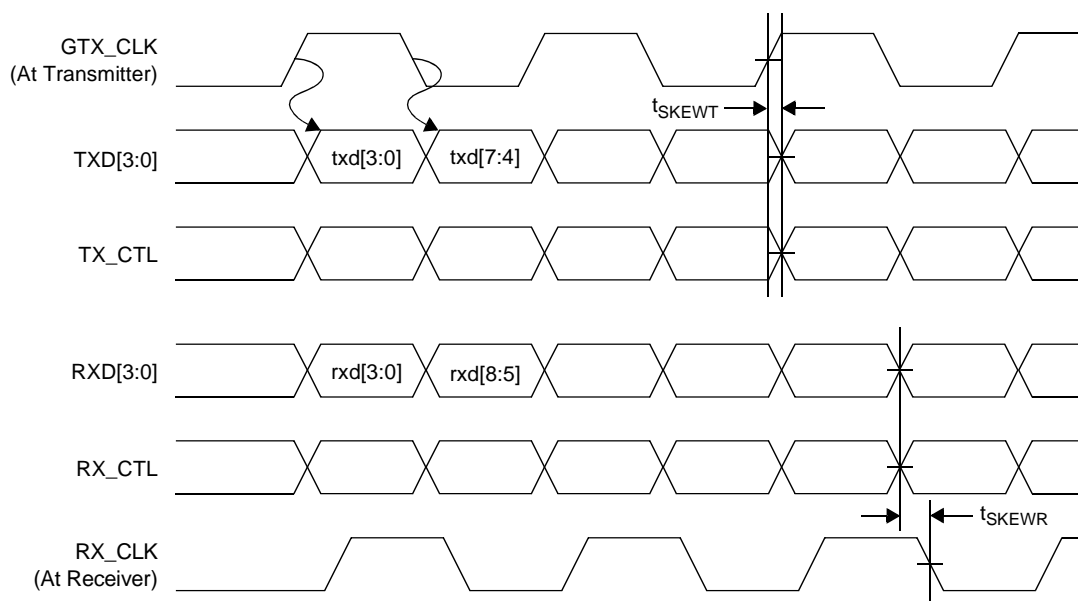 GTX_CLK
(At Transmitter)
tSKEWT
TXD[3:0]
txd[3:0]
txd[7:4]
TX_CTL
RXD[3:0]
rxd[3:0]
rxd[8:5]
RX_CTL
tSKEWR
RX_CLK
(At Receiver)